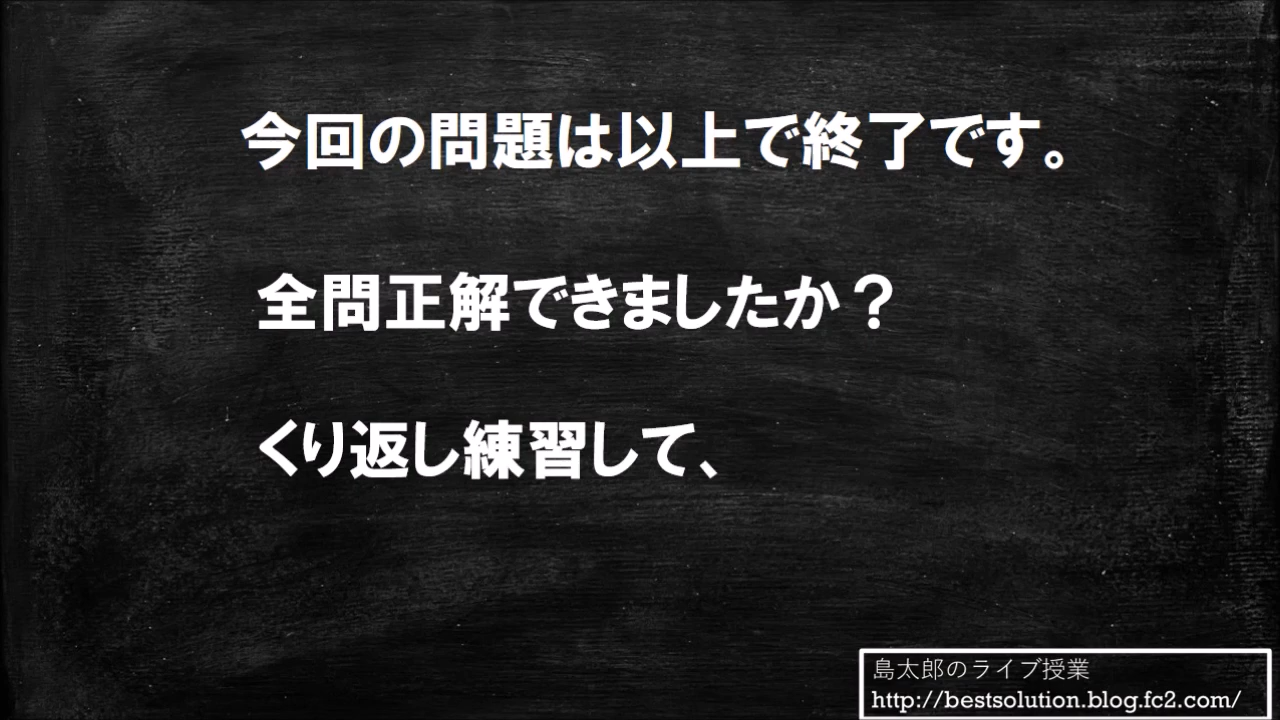 今回の問題は以上で終了です。
全問正解できましたか？
くり返し練習して、
島太郎のライブ授業
http://bestsolution.blog.fc2.com/